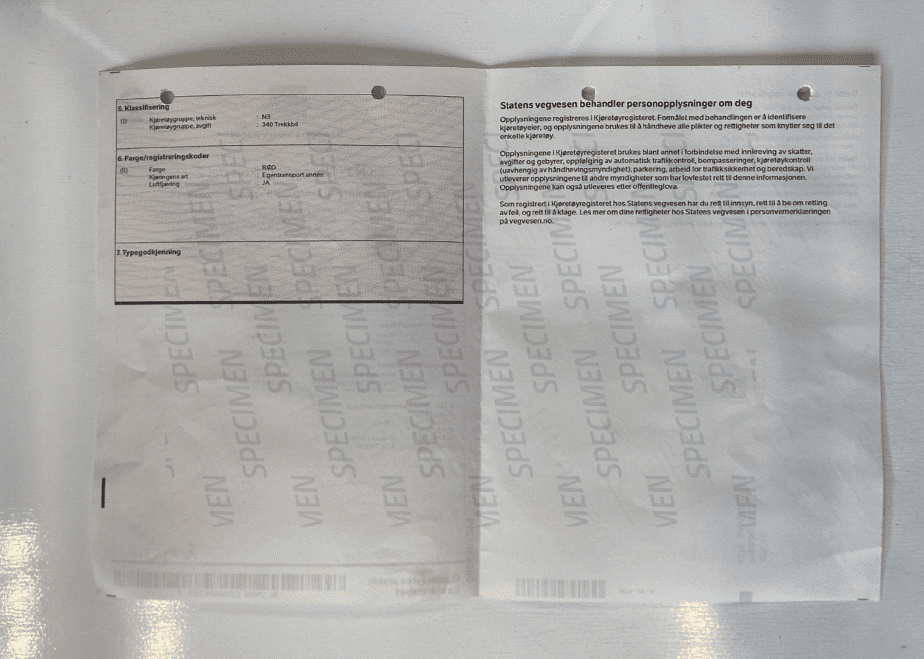 5. Klassifisering
(J) Kjøretøygruppe, teknisk : N3
Kjøretøygruppe, avgift : 340 Trekkbil
6. Farge/registreringskoder
(R) Farge : RØD
Kjøringens art : Egentransport annen
Luftfjæring : JA
7. Typegodkjenning
Statens vegvesen behandler personopplysninger om deg
Opplysningene registreres i Kjøretøyregisteret. Formålet med behandlingen er å identifisere
kjøretøyeier, og opplysningene brukes til å håndheve alle plikter og rettigheter som knytter seg til det
enkelte kjøretøy.
Opplysningene i Kjøretøyregisteret brukes blant annet i forbindelse med innkreving av skatter,
avgifter og gebyrer, oppfølging av automatisk trafikkontroll, bompasseringer, kjøretøykontroll
(uavhengig av håndhevingsmyndighet), parkering, arbeid for trafikksikkerhet og beredskap. Vi
utleverer opplysningene til andre myndigheter som har lovfestet rett til denne informasjonen.
Opplysningene kan også utleveres etter offentleglova.
Som registrert i Kjøretøyregisteret hos Statens vegvesen har du rett til innsyn, rett til å be om retting
av feil, og rett til å klage. Les mer om dine rettigheter hos Statens vegvesen i personvernerklæringen
på vegvesen.no.
SPECIMEN SPECIMEN SPECIMEN SPECIMEN SPECIMEN SPECIMEN SPECIMEN
SPECIMEN SPECIMEN SPECIMEN SPECIMEN SPECIMEN SPECIMEN